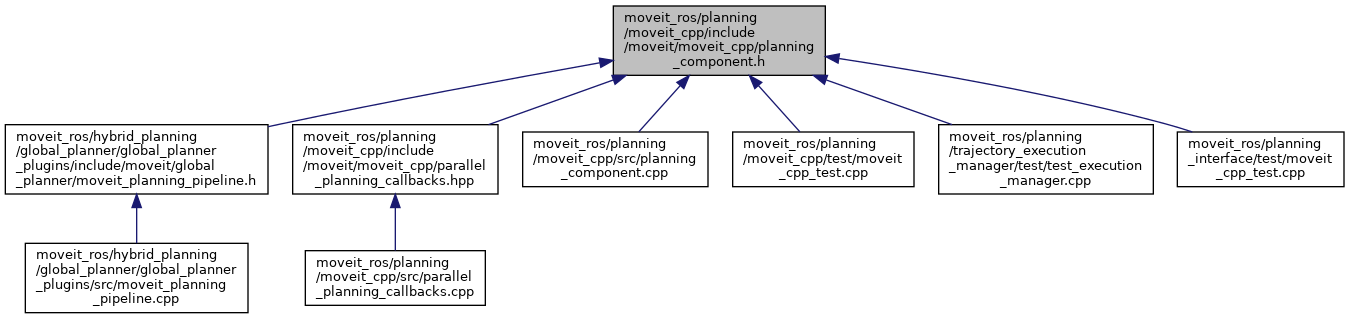 moveit_ros/planning
/moveit_cpp/include
/moveit/moveit_cpp/planning
_component.h
moveit_ros/hybrid_planning
/global_planner/global_planner
_plugins/include/moveit/global
_planner/moveit_planning_pipeline.h
moveit_ros/planning
/moveit_cpp/include
/moveit/moveit_cpp/parallel
_planning_callbacks.hpp
moveit_ros/planning
/moveit_cpp/src/planning
_component.cpp
moveit_ros/planning
/moveit_cpp/test/moveit
_cpp_test.cpp
moveit_ros/planning
/trajectory_execution
_manager/test/test_execution
_manager.cpp
moveit_ros/planning
_interface/test/moveit
_cpp_test.cpp
moveit_ros/hybrid_planning
/global_planner/global_planner
_plugins/src/moveit_planning
_pipeline.cpp
moveit_ros/planning
/moveit_cpp/src/parallel
_planning_callbacks.cpp